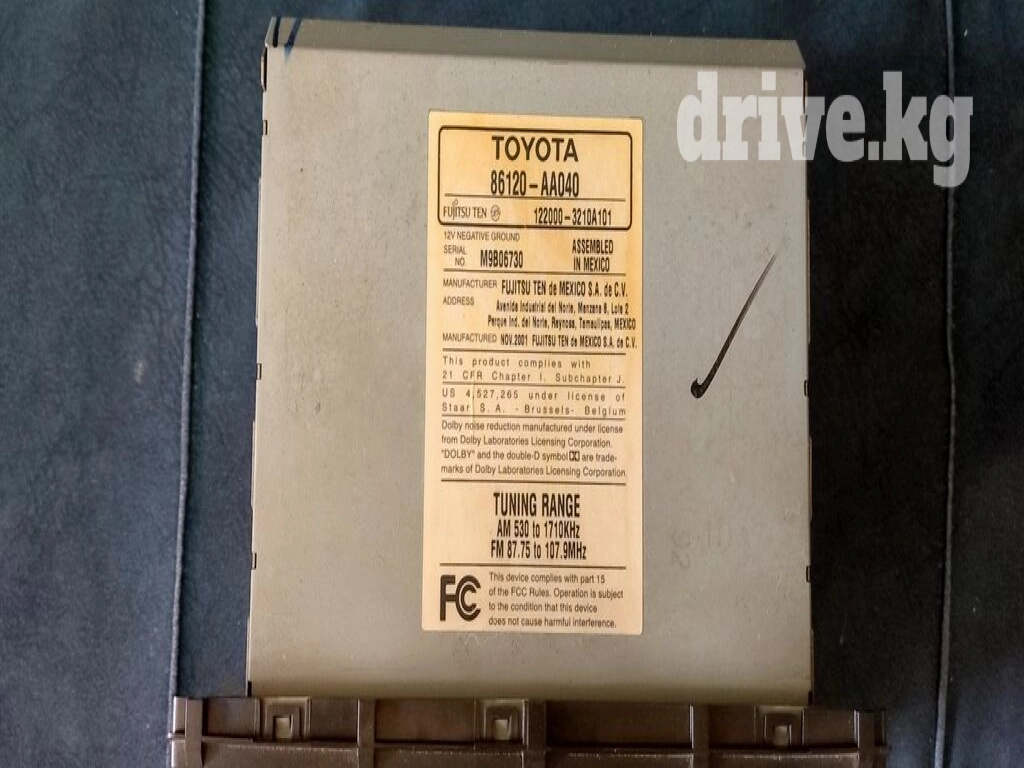 drive.kg
TOYOTA
86120-AA040
FUJITSU TEN 122000-3210A101
12V NEGATIVE GROUND
SERIAL NO. M9B06730
ASSEMBLED IN MEXICO
MANUFACTURER FUJITSU TEN de MEXICO S.A. de C.V.
ADDRESS Avenida Industrial del Norte, Manzana 8, Lote 2
Parque Ind. del Norte, Reynosa, Tamaulipas, MEXICO
MANUFACTURED NOV.2001 FUJITSU TEN de MEXICO S.A. de C.V.
This product complies with
21 CFR Chapter I. Subchapter J.
US 4,527,265 under license of
Staar S.A. - Brussels- Belgium
Dolby noise reduction manufactured under license
from Dolby Laboratories Licensing Corporation.
"DOLBY" and the double-D symbol are trade-
marks of Dolby Laboratories Licensing Corporation.
TUNING RANGE
AM 530 to 1710KHz
FM 87.75 to 107.9MHz
FC This device complies with part 15
of the FCC Rules. Operation is subject
to the condition that this device
does not cause harmful interference.